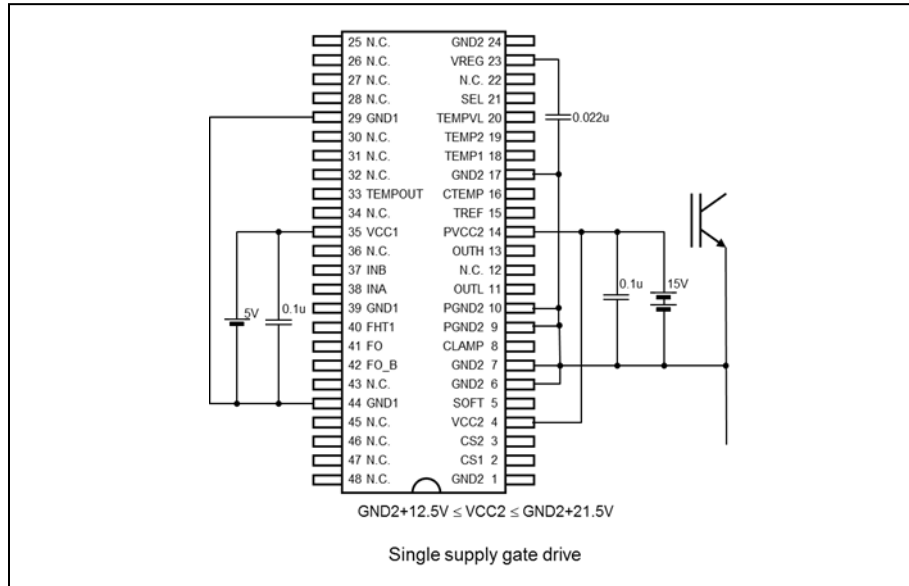 25 N.C. GND2 24
26 N.C. VREG 23
27 N.C. N.C. 22
28 N.C. SEL 21
29 GND1 TEMPVL 20
0.022u
30 N.C. TEMP2 19
31 N.C. TEMP1 18
32 N.C. GND2 17
33 TEMPOUT CTEMP 16
34 N.C. TREF 15
35 VCC1 PVCC2 14
36 N.C. OUTH 13
37 INB N.C. 12
38 INA OUTL 11
0.1u 15V
39 GND1 PGND2 10
5V 0.1u
40 FHT1 PGND2 9
41 FO CLAMP 8
42 FO_B GND2 7
43 N.C. GND2 6
44 GND1 SOFT 5
45 N.C. VCC2 4
46 N.C. CS2 3
47 N.C. CS1 2
48 N.C. GND2 1
GND2+12.5V ≤ VCC2 ≤ GND2+21.5V
Single supply gate drive